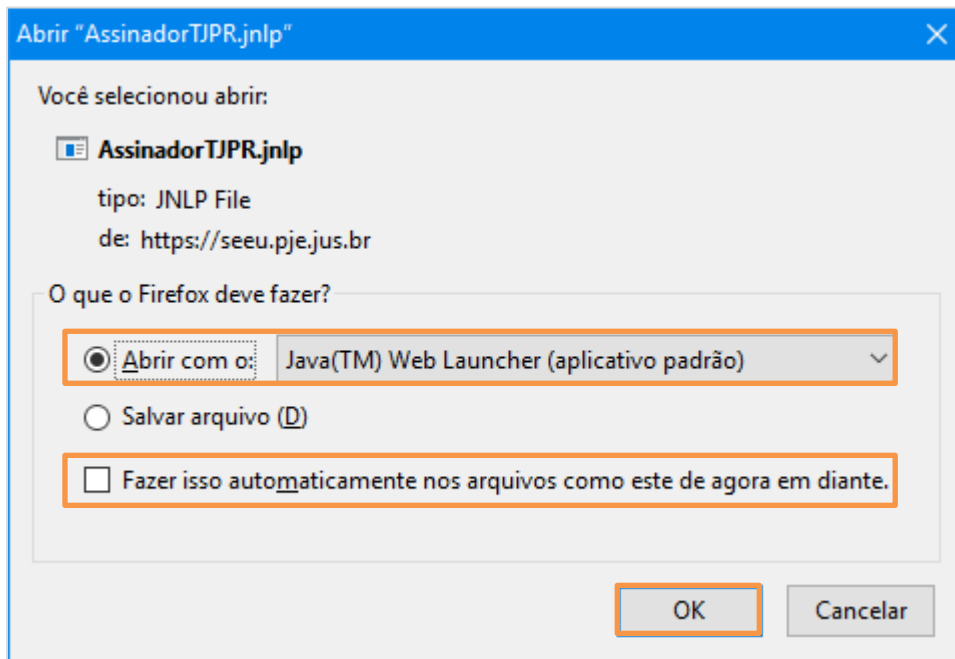 Abrir “AssinadorTJPR.jnlp”
Você selecionou abrir:
AssinadorTJPR.jnlp
tipo: JNLP File
de: https://seeu.pje.jus.br
O que o Firefox deve fazer?
Abrir com o: Java(TM) Web Launcher (aplicativo padrão)
Salvar arquivo (D)
Fazer isso automaticamente nos arquivos como este de agora em diante.
OK Cancelar